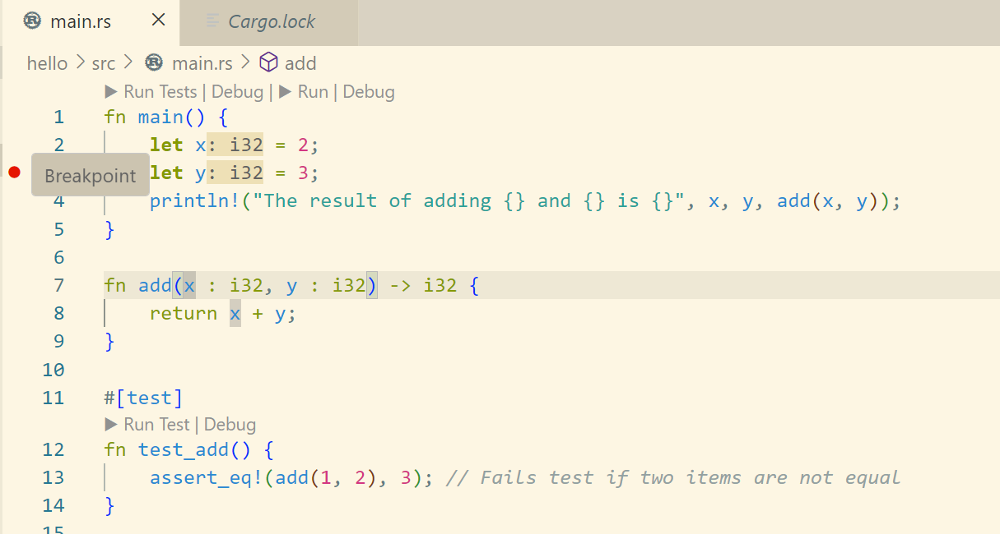 main.rs Cargo.lock
hello > src > main.rs > add
▶ Run Tests | Debug | ▶ Run | Debug
1 fn main() {
2 let x: i32 = 2;
Breakpoint let y: i32 = 3;
4 println!("The result of adding {} and {} is {}", x, y, add(x, y));
5 }
6
7 fn add(x : i32, y : i32) -> i32 {
8 return x + y;
9 }
10
11 #[test]
▶ Run Test | Debug
12 fn test_add() {
13 assert_eq!(add(1, 2), 3); // Fails test if two items are not equal
14 }
15